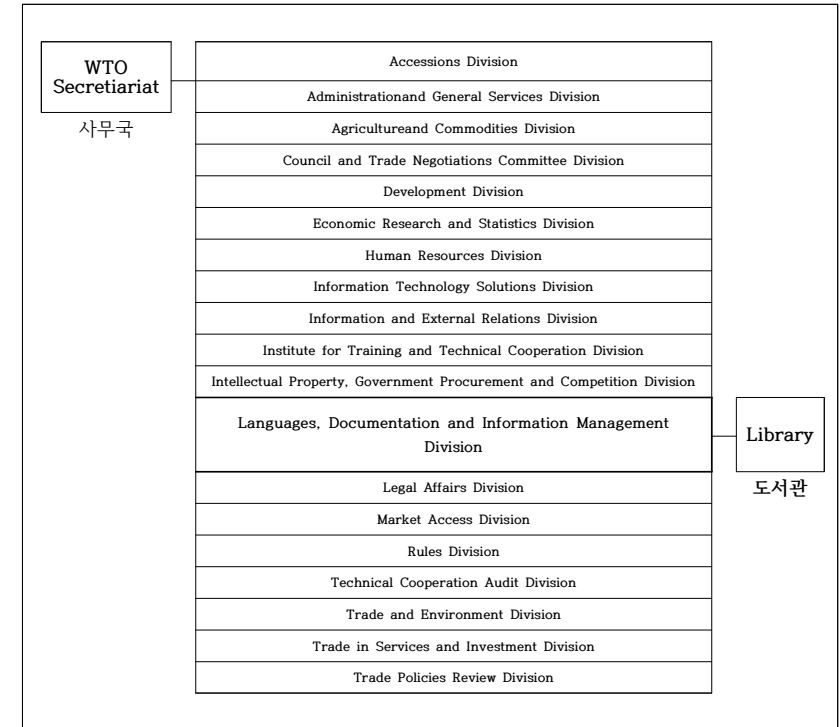 WTO
Secretiariat
사무국
Accessions Division
Administrationand General Services Division
Agricultureand Commodities Division
Council and Trade Negotiations Committee Division
Development Division
Economic Research and Statistics Division
Human Resources Division
Information Technology Solutions Division
Information and External Relations Division
Institute for Training and Technical Cooperation Division
Intellectual Property, Government Procurement and Competition Division
Languages, Documentation and Information Management
Division
Library
도서관
Legal Affairs Division
Market Access Division
Rules Division
Technical Cooperation Audit Division
Trade and Environment Division
Trade in Services and Investment Division
Trade Policies Review Division